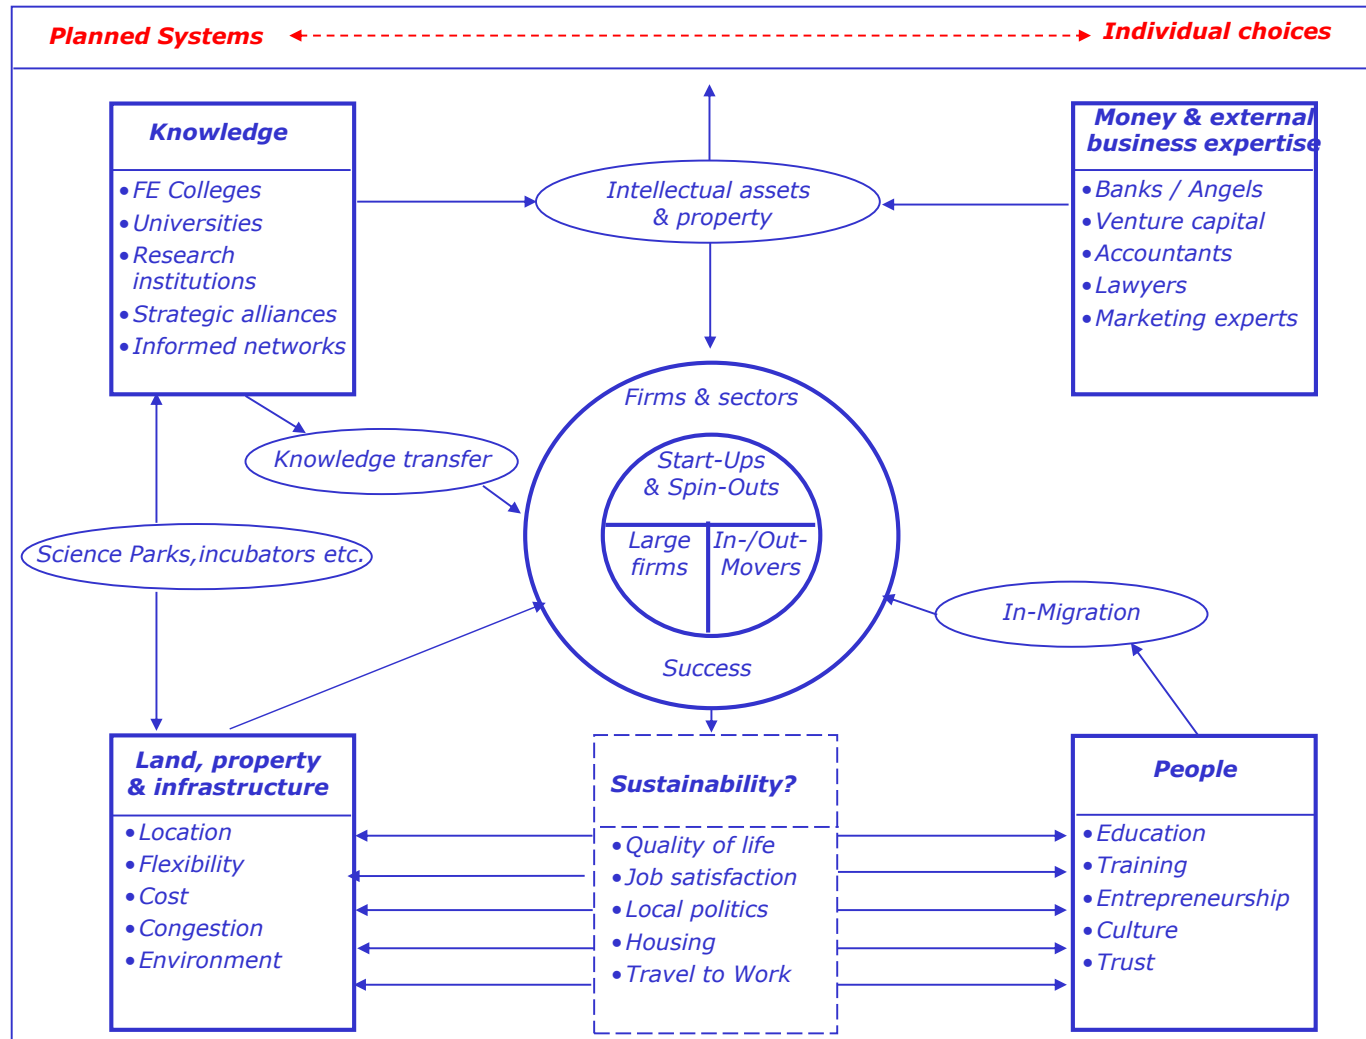 Planned Systems
Individual choices
Knowledge
•FE Colleges
•Universities
•Research
institutions
•Strategic alliances
•Informed networks
Intellectual assets
& property
Money & external
business expertise
•Banks / Angels
•Venture capital
•Accountants
•Lawyers
•Marketing experts
Knowledge transfer
Science Parks,incubators etc.
Firms & sectors
Start-Ups
& Spin-Outs
Large
firms
In-/Out-
Movers
Success
In-Migration
Land, property
& infrastructure
•Location
•Flexibility
•Cost
•Congestion
•Environment
Sustainability?
•Quality of life
•Job satisfaction
•Local politics
•Housing
•Travel to Work
People
•Education
•Training
•Entrepreneurship
•Culture
•Trust